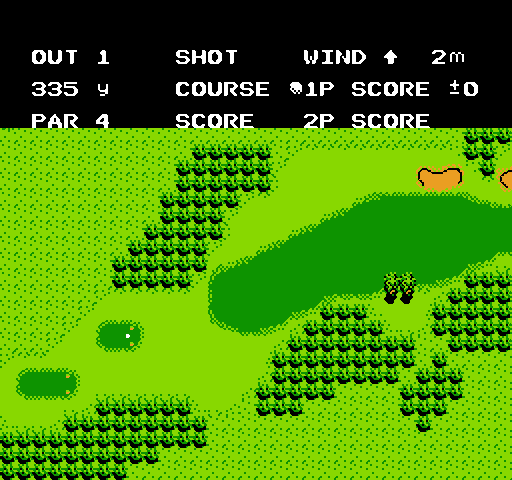 OUT 1 SHOT WIND ↑ 2m
335 y COURSE 1P SCORE ±0
PAR 4 SCORE 2P SCORE